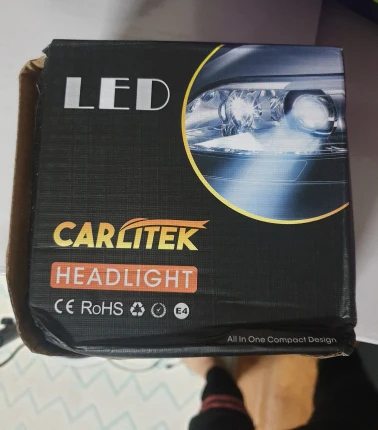 LED
CARLITEK
HEADLIGHT
CE RoHS E4
All In One Compact Design